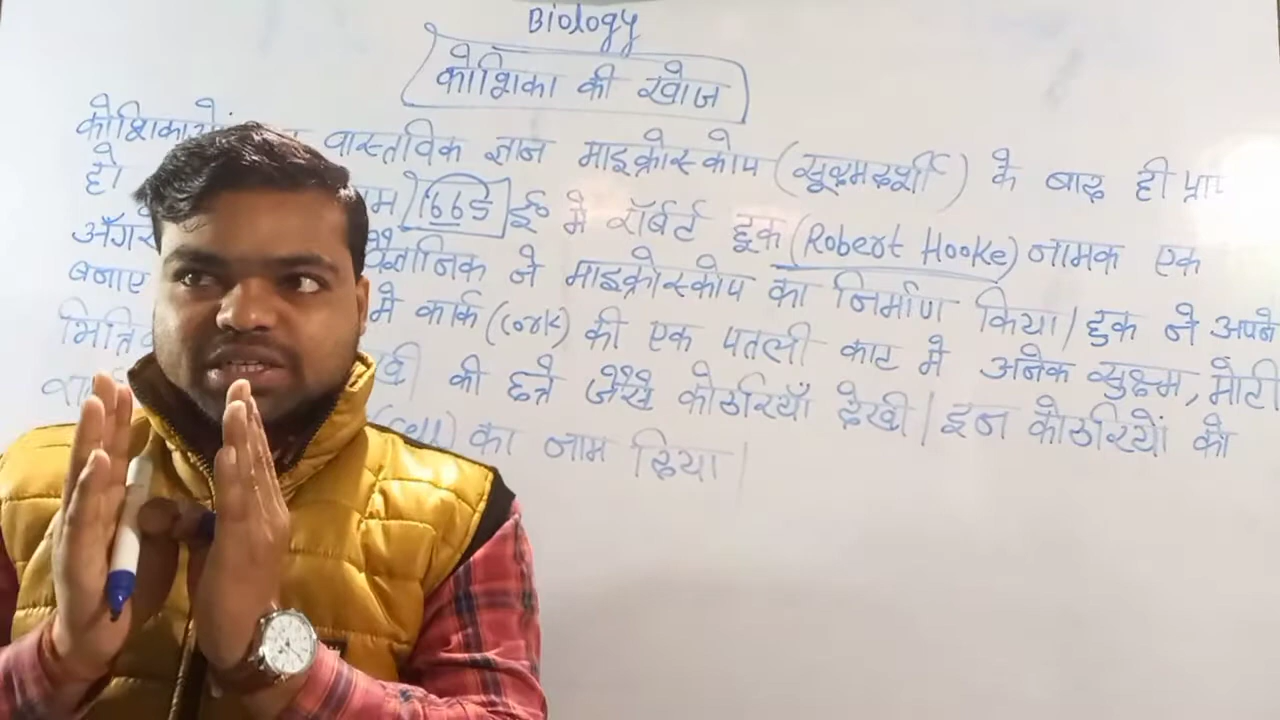 Biology
कोशिका की खोज
कोशिकाओं वास्तविक ज्ञान माइक्रोस्कोप (सूक्ष्मदर्शी) के बाद ही प्राप्त
हो 1665 ई० में रॉबर्ट हूक (Robert Hooke) नामक एक
वैज्ञानिक ने माइक्रोस्कोप का निर्माण किया| हुक ने अपने
बनाए में कार्क (Cork) की एक पतली काट में अनेक सुक्ष्म, मोटी
की छत्ते जैसे कोठरियाँ देखी| इन कोठरियों को
(Cell) का नाम दिया|